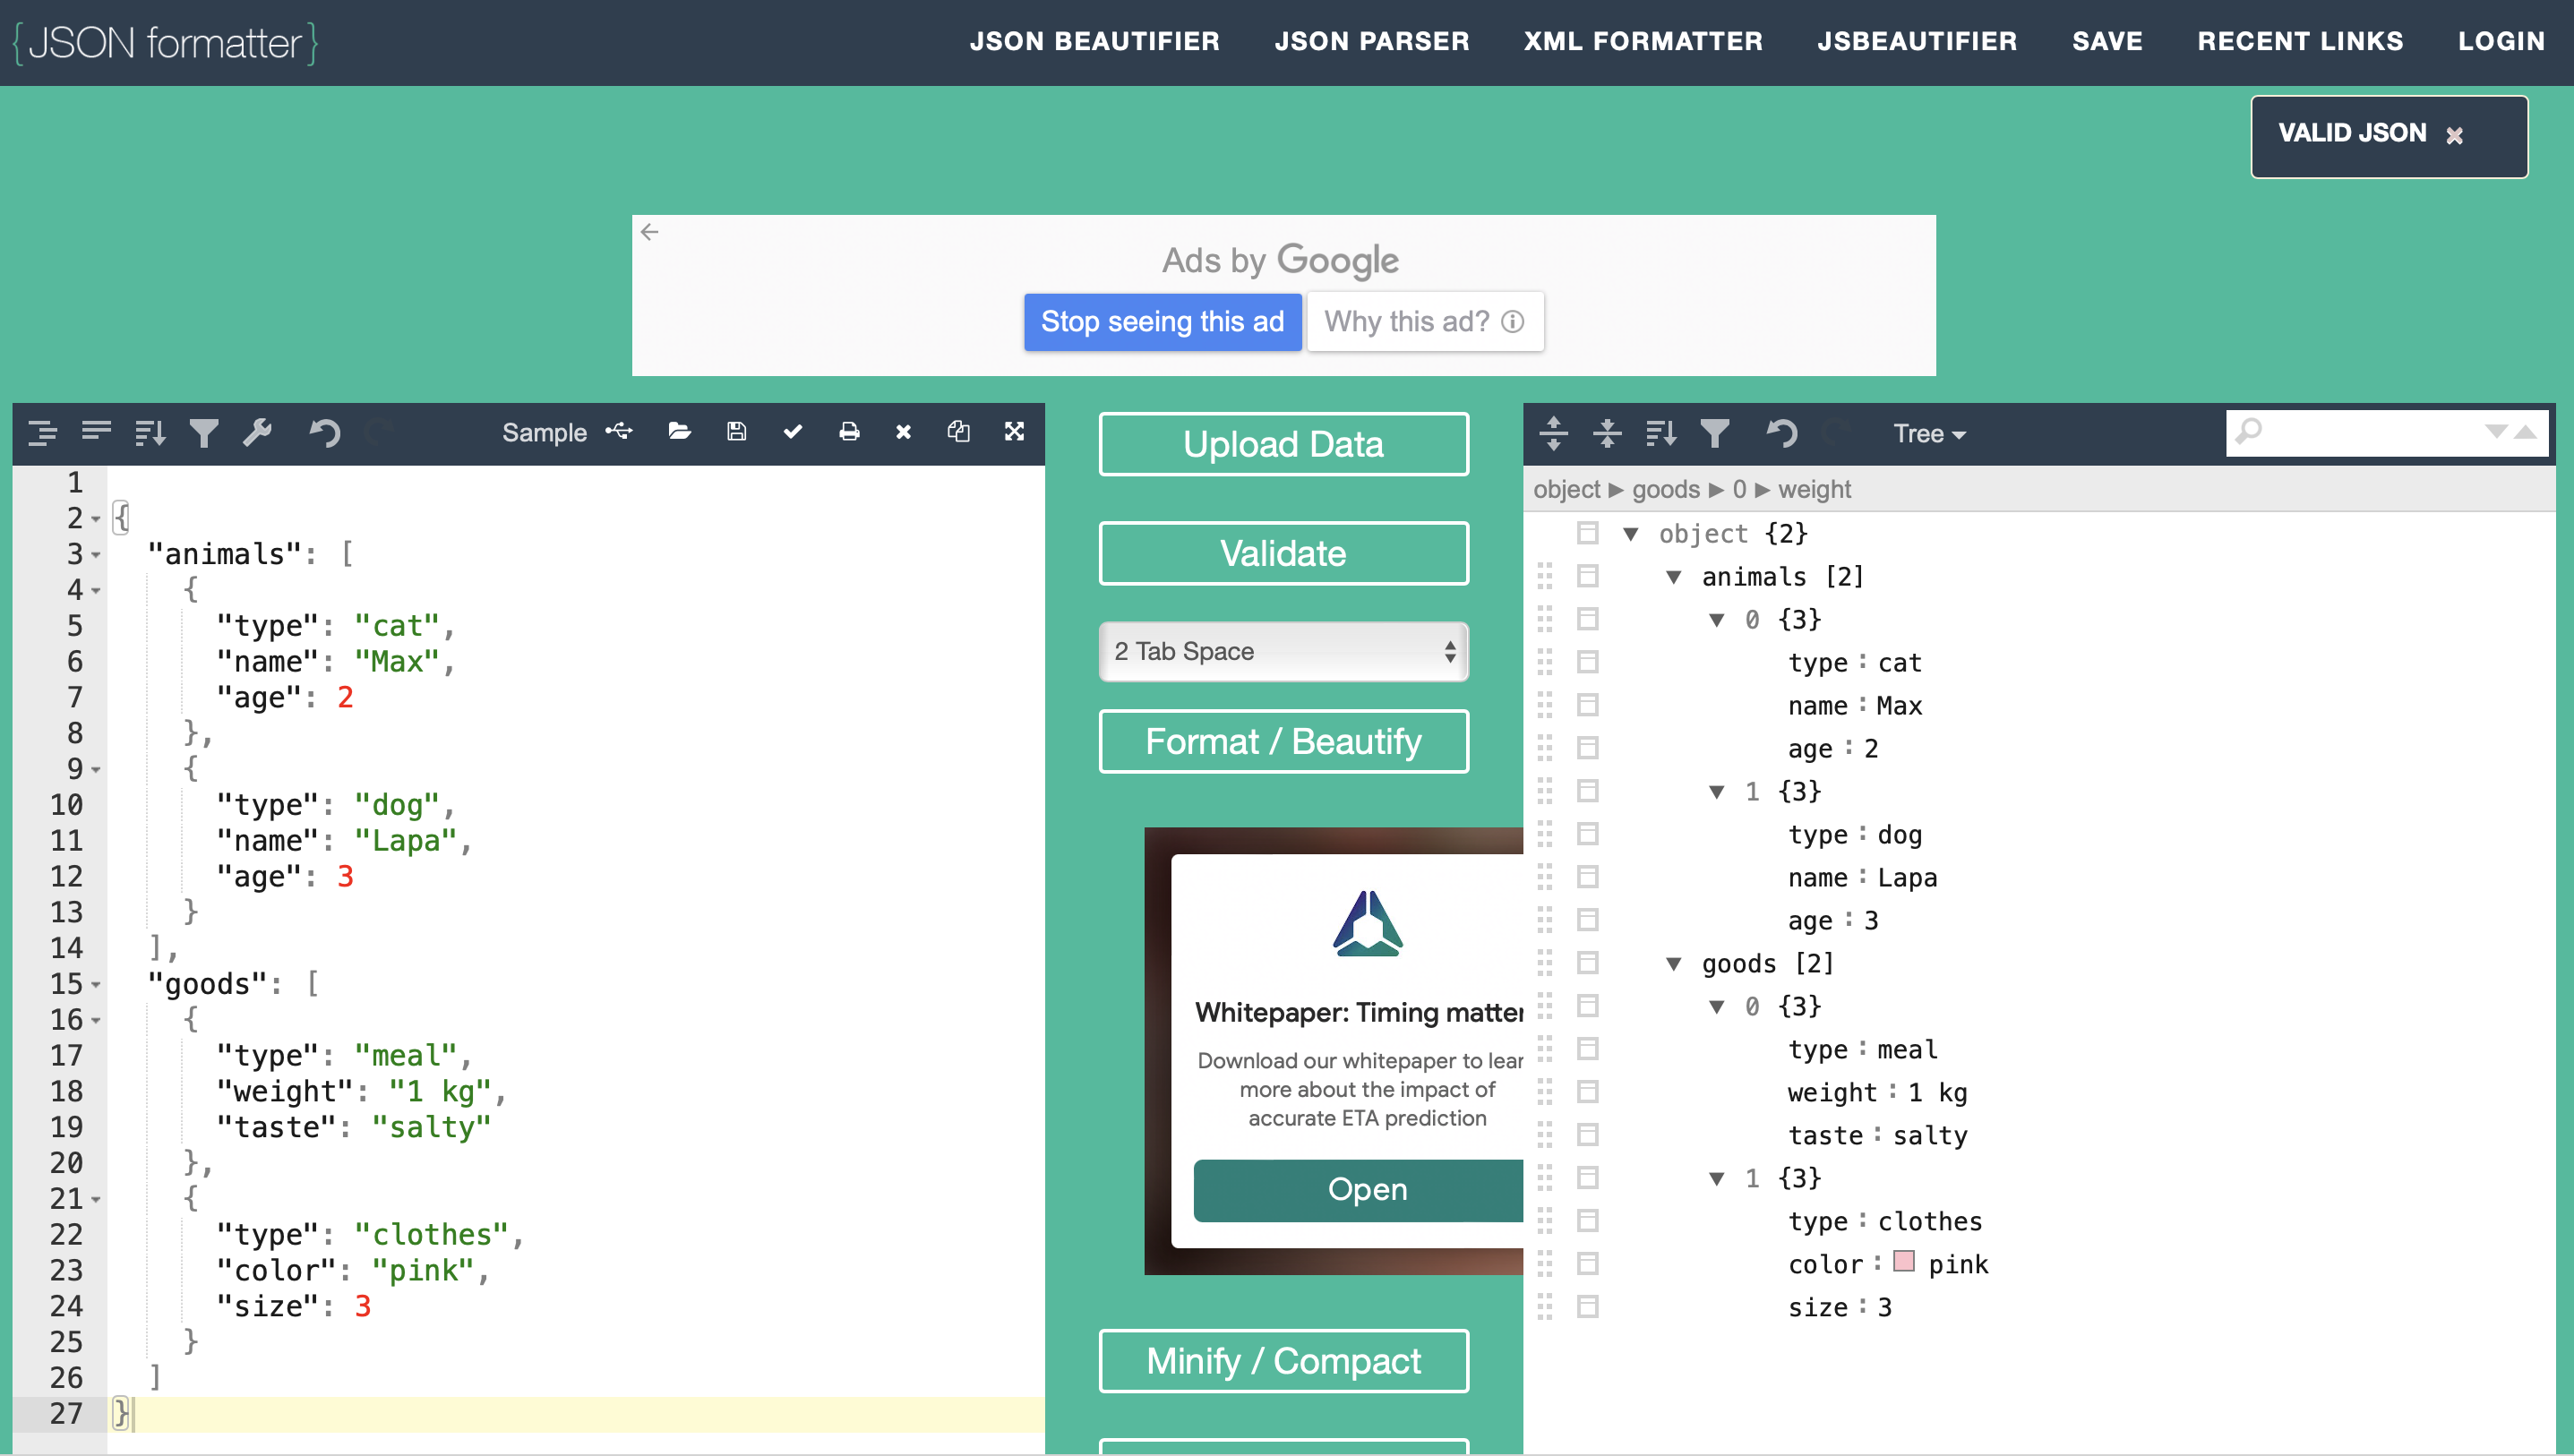 {JSON formatter}
JSON BEAUTIFIER JSON PARSER XML FORMATTER JSBEAUTIFIER SAVE RECENT LINKS LOGIN
VALID JSON ×
Ads by Google
Stop seeing this ad Why this ad?
Sample
1
2 {
3 "animals": [
4 {
5 "type": "cat",
6 "name": "Max",
7 "age": 2
8 },
9 {
10 "type": "dog",
11 "name": "Lapa",
12 "age": 3
13 }
14 ],
15 "goods": [
16 {
17 "type": "meal",
18 "weight": "1 kg",
19 "taste": "salty"
20 },
21 {
22 "type": "clothes",
23 "color": "pink",
24 "size": 3
25 }
26 ]
27 }
Upload Data
Validate
2 Tab Space
Format / Beautify
Whitepaper: Timing matter
Download our whitepaper to lear
more about the impact of
accurate ETA prediction
Open
Minify / Compact
Tree
object ► goods ► 0 ► weight
▼ object {2}
▼ animals [2]
▼ 0 {3}
type : cat
name : Max
age : 2
▼ 1 {3}
type : dog
name : Lapa
age : 3
▼ goods [2]
▼ 0 {3}
type : meal
weight : 1 kg
taste : salty
▼ 1 {3}
type : clothes
color : pink
size : 3